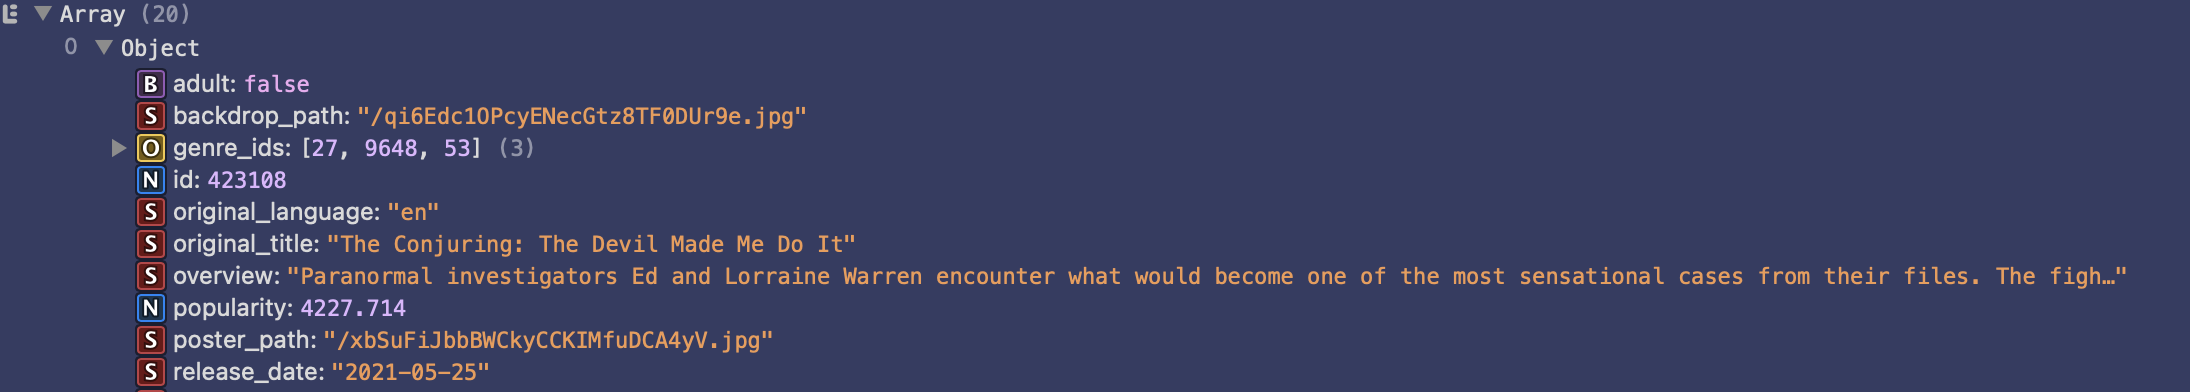 E Array (20)
0 Object
B adult: false
S backdrop_path: "/qi6Edc1OPcyENecGtz8TF0DUr9e.jpg"
O genre_ids: [27, 9648, 53] (3)
N id: 423108
S original_language: "en"
S original_title: "The Conjuring: The Devil Made Me Do It"
S overview: "Paranormal investigators Ed and Lorraine Warren encounter what would become one of the most sensational cases from their files. The figh…"
N popularity: 4227.714
S poster_path: "/xbSuFiJbbBWCkyCCKIMfuDCA4yV.jpg"
S release_date: "2021-05-25"